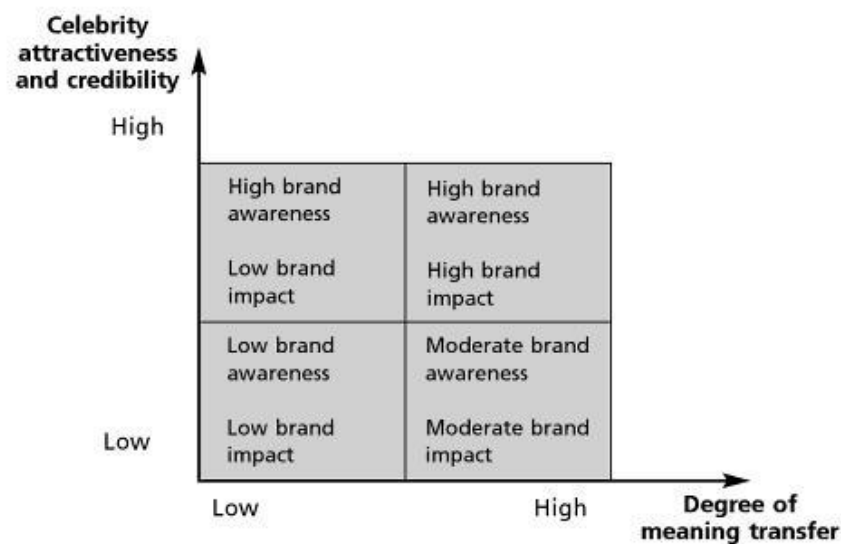 Celebrity
attractiveness
and credibility
High
High brand
awareness
Low brand
impact
High brand
awareness
High brand
impact
Low brand
awareness
Low brand
impact
Moderate brand
awareness
Moderate brand
impact
Low
Low
High
Degree of
meaning transfer